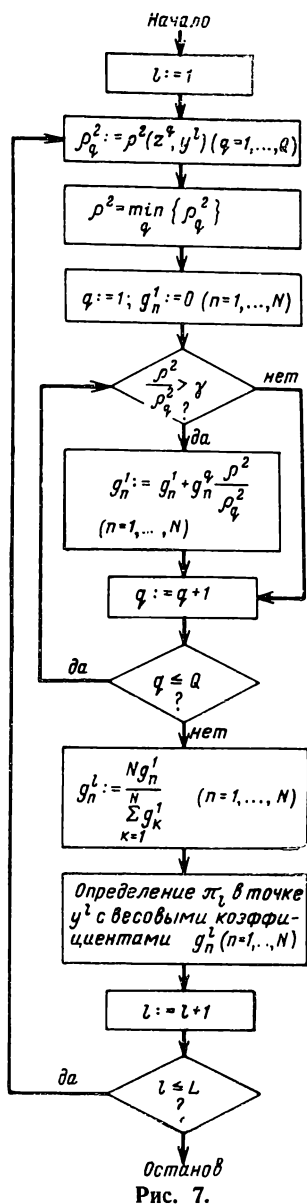 Начало
l:=1
ρ_q^2:=ρ^2(z^q,y^l)(q=1,...,Q)
ρ^2=min_q{ρ_q^2}
q:=1; g_n^1:=0 (n=1,...,N)
ρ^2/ρ_q^2>γ
?
нет
да
g_n^1:=g_n^1+g_n^q ρ^2/ρ_q^2
(n=1,...,N)
q:=q+1
да
q≤Q
?
нет
g_n^l:=Ng_n^1/∑_{k=1}^N g_k^1 (n=1,...,N)
Определение π_l в точке
y^l с весовыми коэффи-
циентами g_n^l(n=1,..,N)
l:=l+1
да
l≤L
?
Останов
Рис. 7.